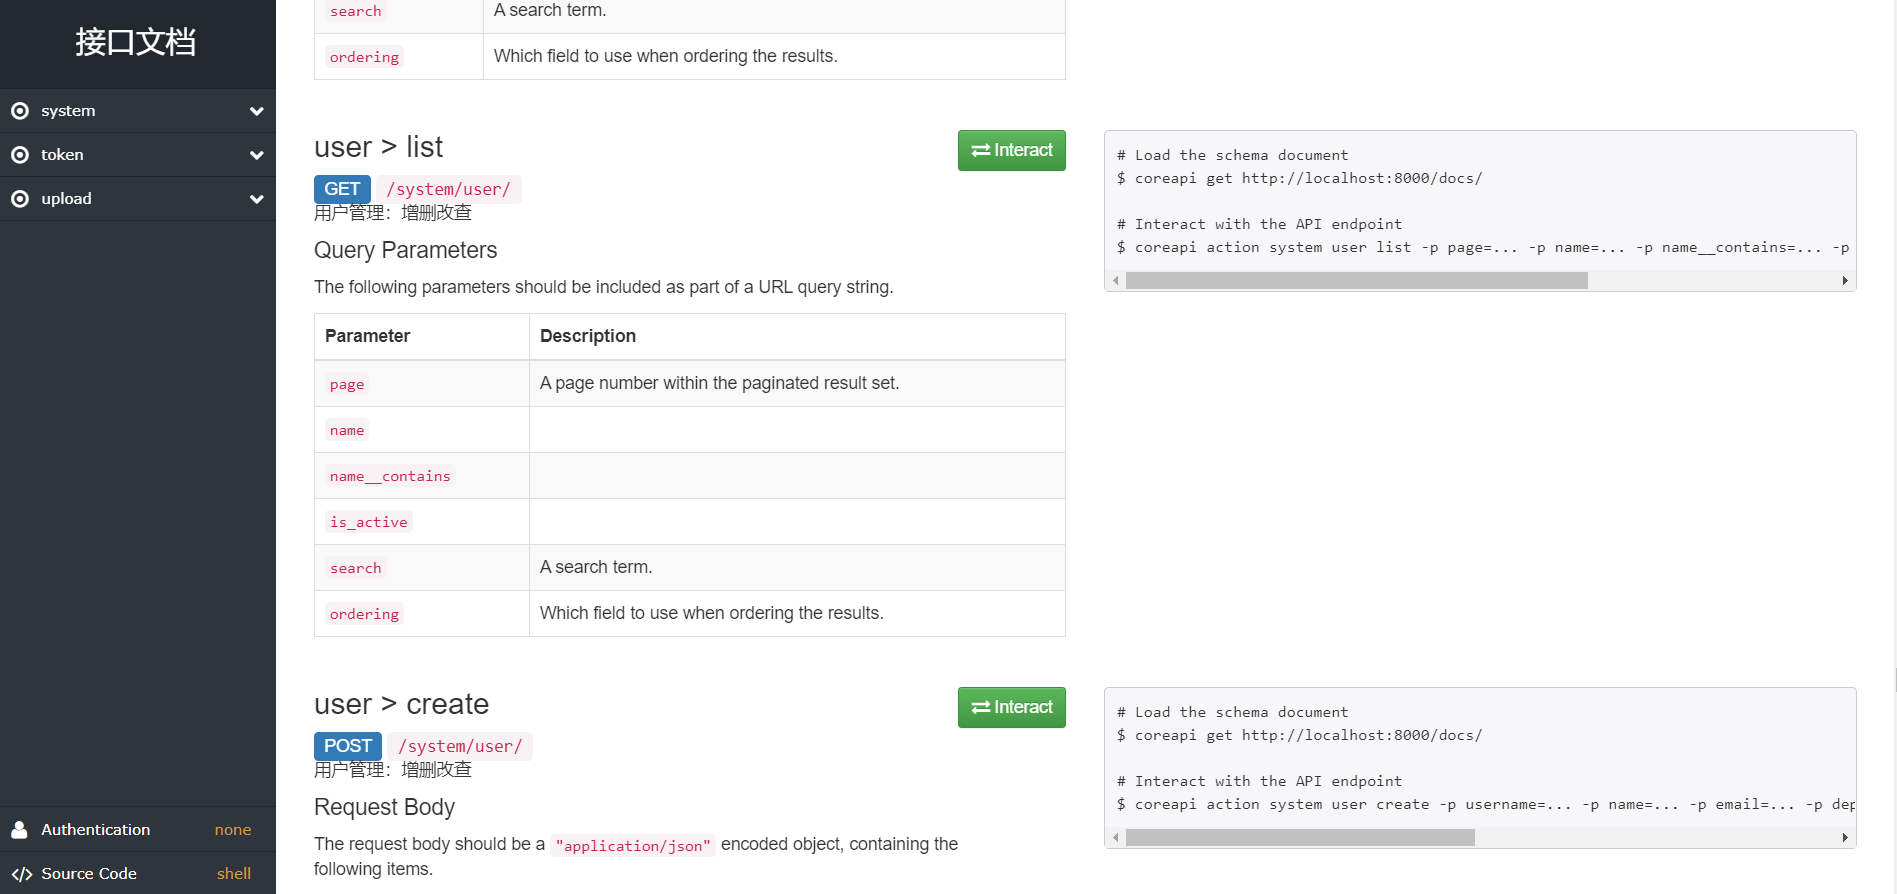 接口文档
system
token
upload
Authentication none
Source Code shell
search A search term.
ordering Which field to use when ordering the results.
user > list
Interact
GET /system/user/
用户管理：增删改查
Query Parameters
The following parameters should be included as part of a URL query string.
Parameter Description
page A page number within the paginated result set.
name
name__contains
is_active
search A search term.
ordering Which field to use when ordering the results.
# Load the schema document
$ coreapi get http://localhost:8000/docs/
# Interact with the API endpoint
$ coreapi action system user list -p page=... -p name=... -p name__contains=... -p
user > create
Interact
POST /system/user/
用户管理：增删改查
Request Body
The request body should be a "application/json" encoded object, containing the
following items.
# Load the schema document
$ coreapi get http://localhost:8000/docs/
# Interact with the API endpoint
$ coreapi action system user create -p username=... -p name=... -p email=... -p dep